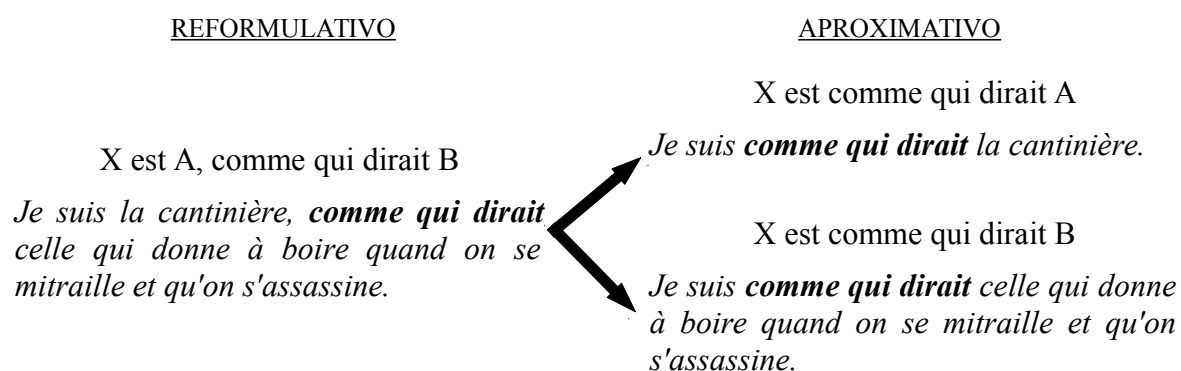 REFORMULATIVO
X est A, comme qui dirait B
Je suis la cantinière, comme qui dirait
celle qui donne à boire quand on se
mitraille et qu'on s'assassine.
APROXIMATIVO
X est comme qui dirait A
Je suis comme qui dirait la cantinière.
X est comme qui dirait B
Je suis comme qui dirait celle qui donne
à boire quand on se mitraille et qu'on
s'assassine.